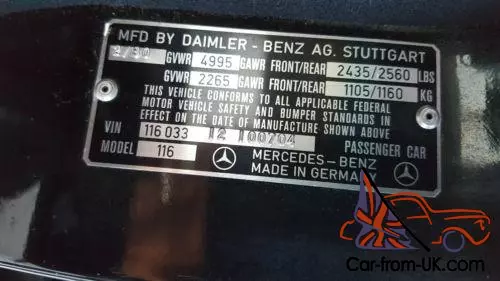 MFD BY DAIMLER - BENZ AG. STUTTGART
2/80 GVWR 4995 GAWR FRONT/REAR 2435/2560 LBS
GVWR 2265 GAWR FRONT/REAR 1105/1160 KG
THIS VEHICLE CONFORMS TO ALL APPLICABLE FEDERAL
MOTOR VEHICLE SAFETY AND BUMPER STANDARDS IN
EFFECT ON THE DATE OF MANUFACTURE SHOWN ABOVE
VIN 116 033 12 100704 PASSENGER CAR
MODEL 116 MERCEDES-BENZ
MADE IN GERMANY
Car-from-UK.com